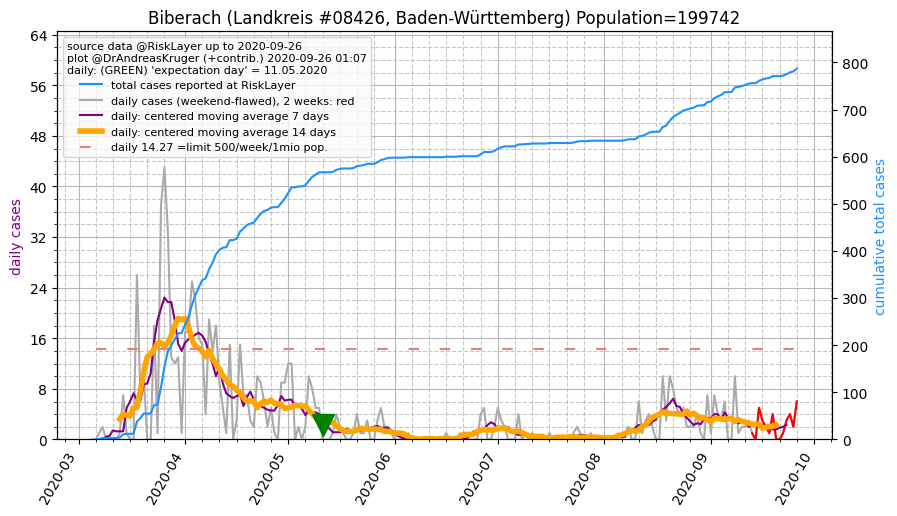 Biberach (Landkreis #08426, Baden-Württemberg) Population=199742
source data @RiskLayer up to 2020-09-26
plot @DrAndreasKruger (+contrib.) 2020-09-26 01:07
daily: (GREEN) 'expectation day' = 11.05.2020
total cases reported at RiskLayer
daily cases (weekend-flawed), 2 weeks: red
daily: centered moving average 7 days
daily: centered moving average 14 days
daily 14.27 =limit 500/week/1mio pop.
daily cases
64
56
48
40
32
24
16
8
0
cumulative total cases
800
700
600
500
400
300
200
100
0
2020-03
2020-04
2020-05
2020-06
2020-07
2020-08
2020-09
2020-10